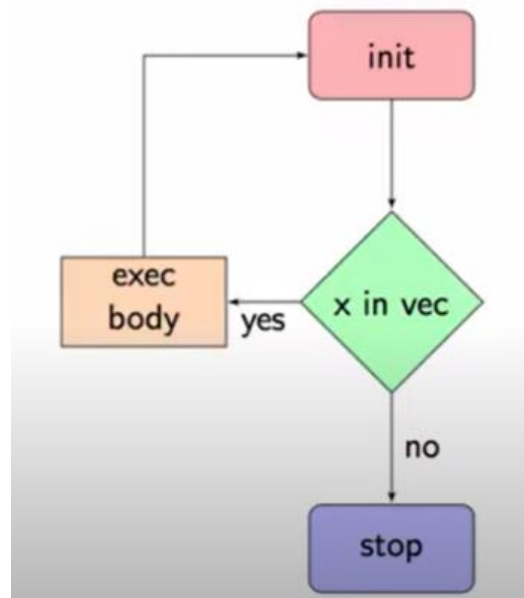 init
x in vec
yes
exec
body
no
stop